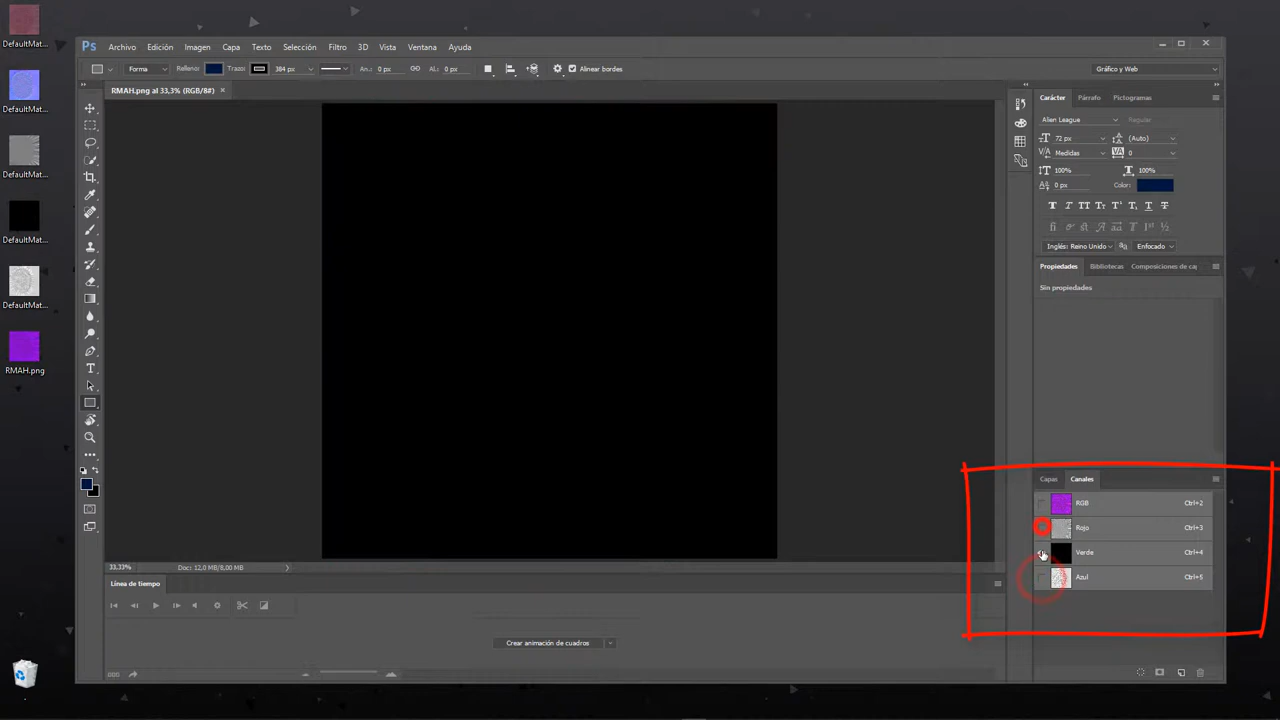 DefaultMat...
DefaultMat...
DefaultMat...
DefaultMat...
DefaultMat...
RMAH.png
Ps Archivo Edición Imagen Capa Texto Selección Filtro 3D Vista Ventana Ayuda
Forma Relleno: Trazo: 384 px An.: 0 px Al.: 0 px Alinear bordes Gráfico y Web
RMAH.png al 33,3% (RGB/8#) ×
Carácter Párrafo Pictogramas
Alien League Regular
72 px (Auto)
Medidas 0
100% 100%
0 px Color:
Inglés: Reino Unido Enfocado
Propiedades Bibliotecas Composiciones de cap
Sin propiedades
Capas Canales
RGB Ctrl+2
Rojo Ctrl+3
Verde Ctrl+4
Azul Ctrl+5
33,33% Doc: 12,0 MB/8,00 MB
Línea de tiempo
Crear animación de cuadros